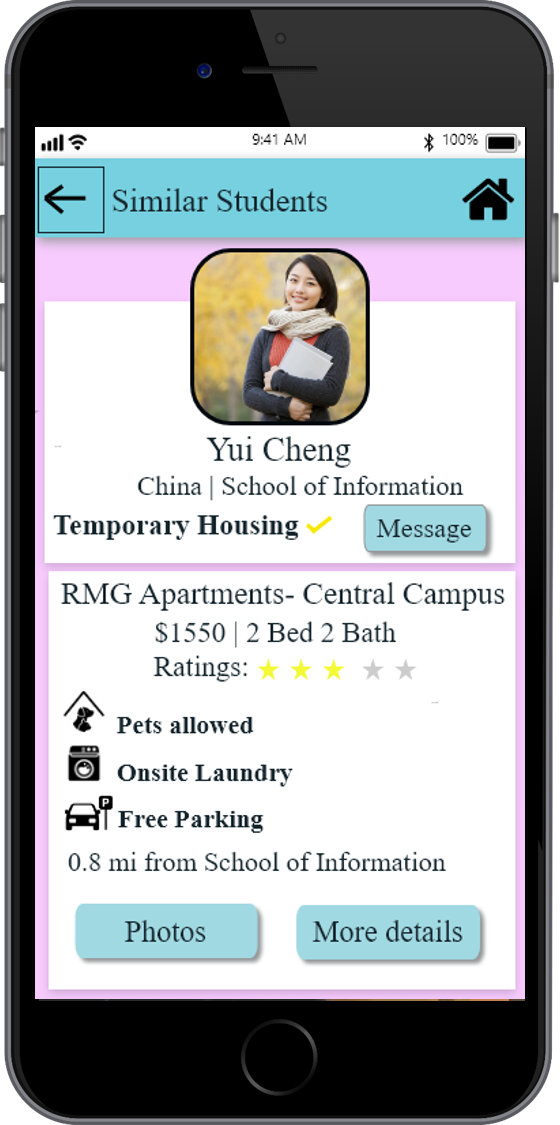 9:41 AM
100%
Similar Students
Yui Cheng
China | School of Information
Temporary Housing
Message
RMG Apartments- Central Campus
$1550 | 2 Bed 2 Bath
Ratings:
Pets allowed
Onsite Laundry
P
Free Parking
0.8 mi from School of Information
Photos
More details